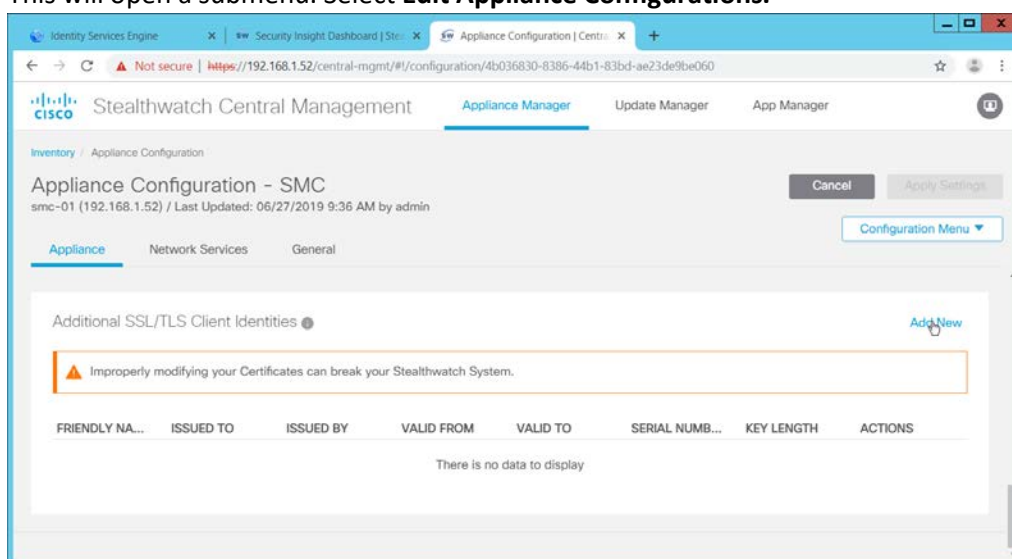 This will open a submenu. Select Edit Appliance Configurations.
Identity Services Engine
sw Security Insight Dashboard | Stea
sw Appliance Configuration | Centra
Not secure | https://192.168.1.52/central-mgmt/#!/configuration/4b036830-8386-44b1-83bd-ae23de9be060
CISCO Stealthwatch Central Management Appliance Manager Update Manager App Manager
Inventory / Appliance Configuration
Appliance Configuration - SMC
Cancel Apply Settings
smc-01 (192.168.1.52) / Last Updated: 06/27/2019 9:36 AM by admin
Configuration Menu
Appliance Network Services General
Additional SSL/TLS Client Identities
Add New
Improperly modifying your Certificates can break your Stealthwatch System.
FRIENDLY NA... ISSUED TO ISSUED BY VALID FROM VALID TO SERIAL NUMB... KEY LENGTH ACTIONS
There is no data to display